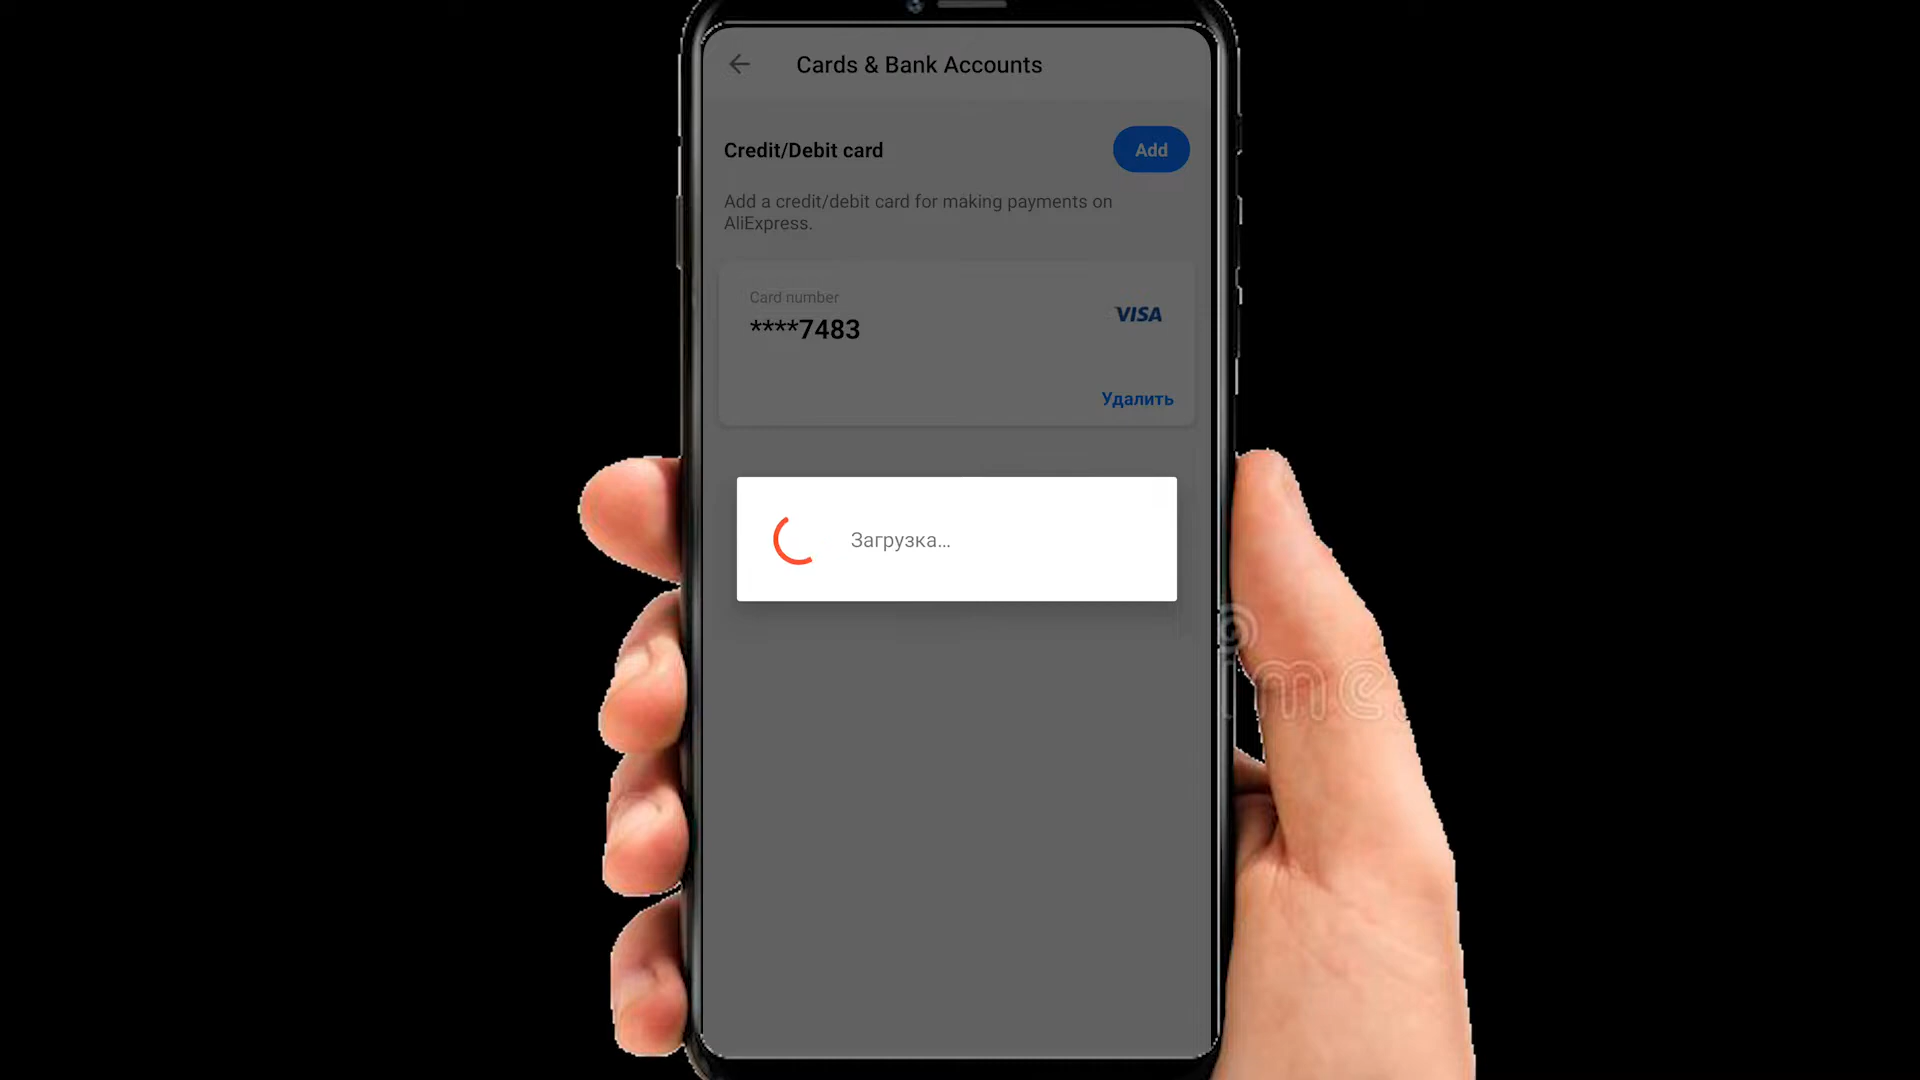 Cards & Bank Accounts
Credit/Debit card
Add
Add a credit/debit card for making payments on
AliExpress.
Card number
VISA
****7483
Удалить
Загрузка...